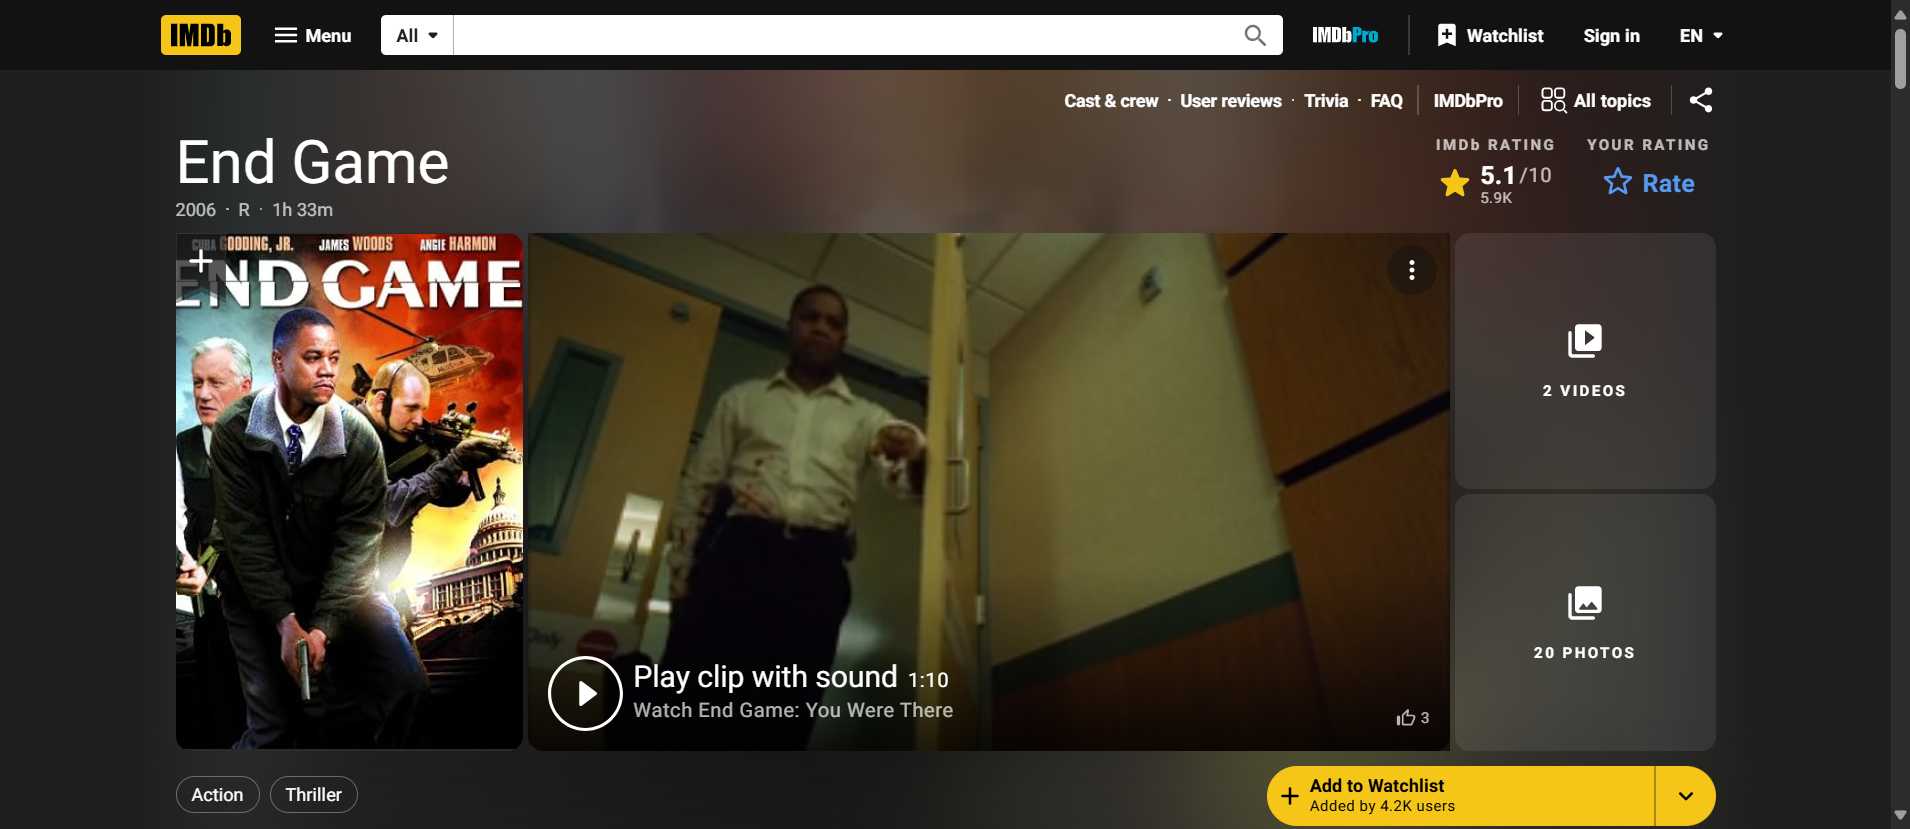 IMDb
Menu
All
IMDbPro
Watchlist
Sign in
EN
Cast & crew · User reviews · Trivia · FAQ
IMDbPro
All topics
End Game
2006 · R · 1h 33m
IMDb RATING
5.1/10
5.9K
YOUR RATING
Rate
CUBA GOODING, JR. JAMES WOODS ANGIE HARMON
END GAME
Play clip with sound 1:10
Watch End Game: You Were There
3
2 VIDEOS
20 PHOTOS
Action
Thriller
Add to Watchlist
Added by 4.2K users